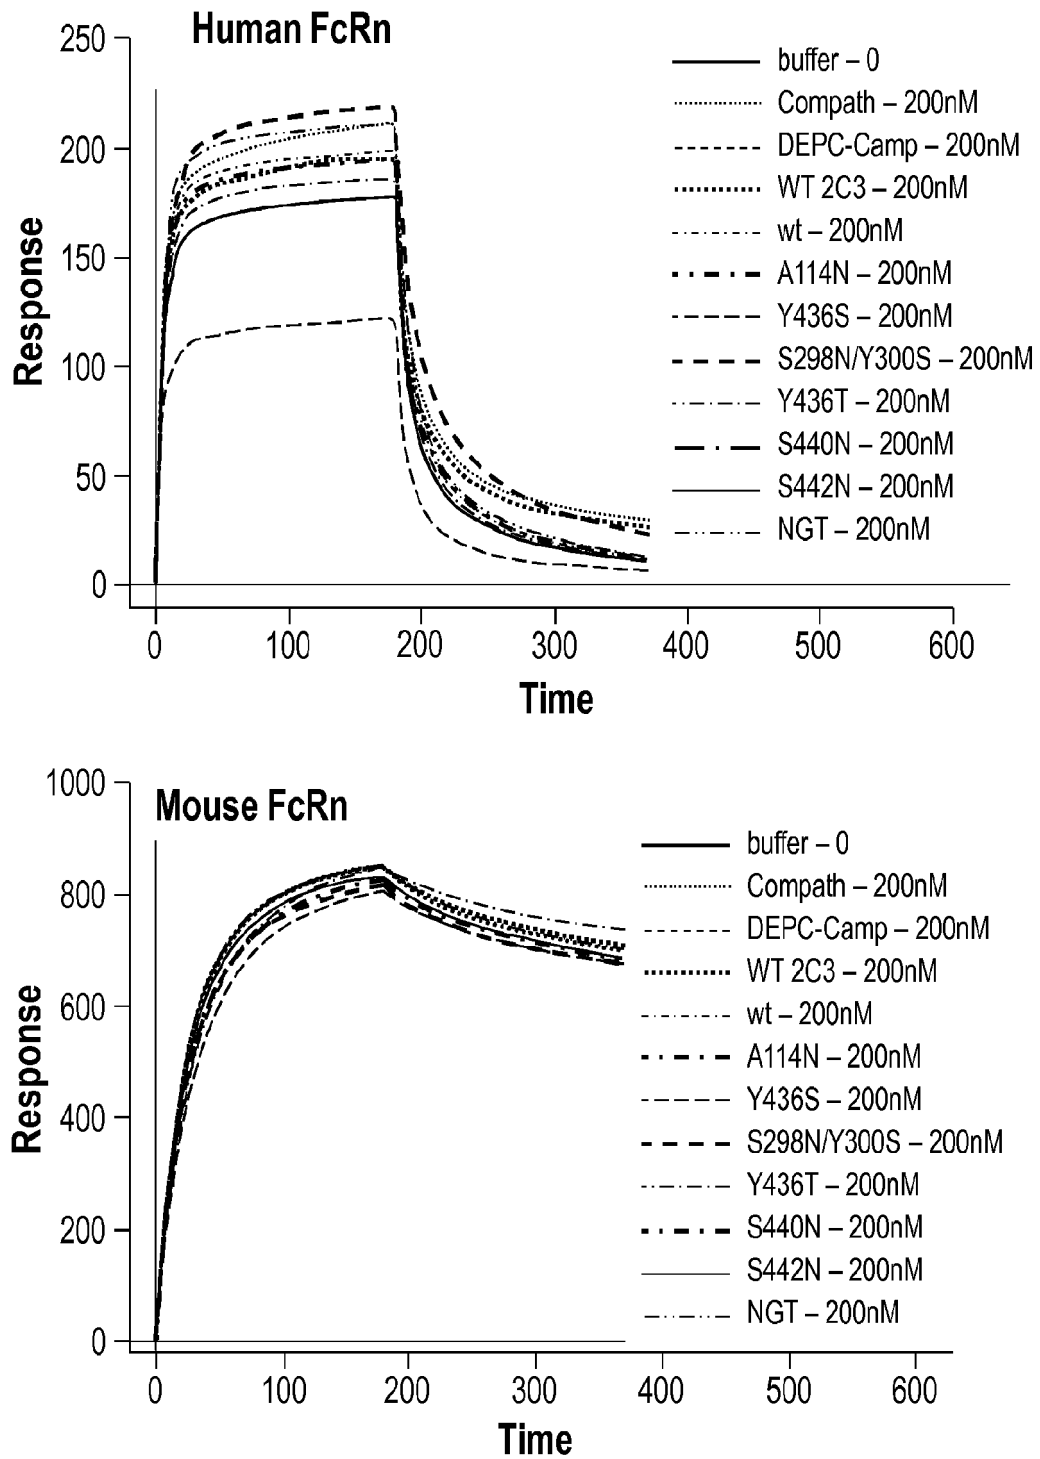 Human FcRn
250
200
150
100
50
0
Response
0 100 200 300 400 500 600
Time
buffer – 0
Compath – 200nM
DEPC-Camp – 200nM
WT 2C3 – 200nM
wt – 200nM
A114N – 200nM
Y436S – 200nM
S298N/Y300S – 200nM
Y436T – 200nM
S440N – 200nM
S442N – 200nM
NGT – 200nM
Mouse FcRn
1000
800
600
400
200
0
Response
0 100 200 300 400 500 600
Time
buffer – 0
Compath – 200nM
DEPC-Camp – 200nM
WT 2C3 – 200nM
wt – 200nM
A114N – 200nM
Y436S – 200nM
S298N/Y300S – 200nM
Y436T – 200nM
S440N – 200nM
S442N – 200nM
NGT – 200nM